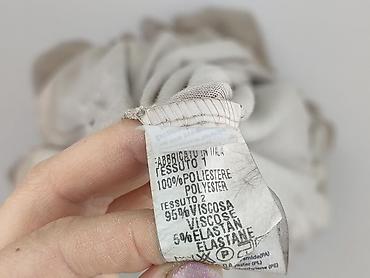 FABBRICATO IN ITALIA
TESSUTO 1
100%POLIESTERE
POLYESTER
TESSUTO 2
95%VISCOSA
VISCOSE
5%ELASTAN
ELASTANE
P